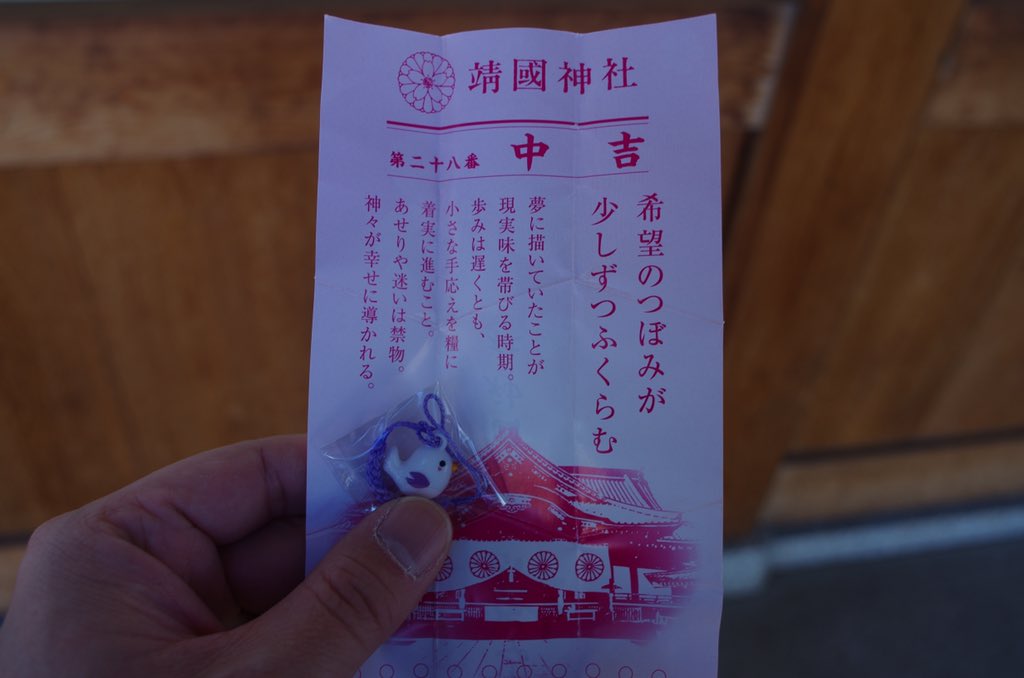 靖國神社
第二十八番 中吉
希望のつぼみが
少しずつふくらむ
夢に描いていたことが
現実味を帯びる時期。
歩みは遅くとも、
小さな手応えを糧に
着実に進むこと。
あせりや迷いは禁物。
神々が幸せに導かれる。